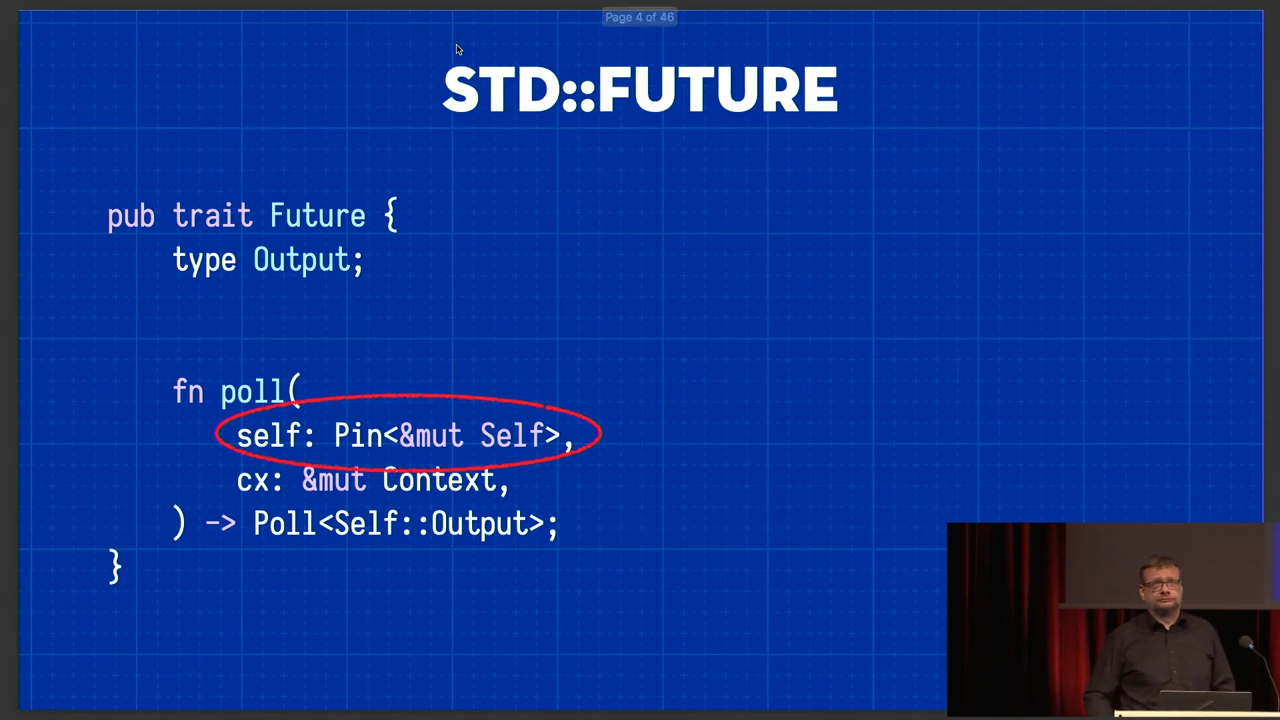 Page 4 of 46
STD::FUTURE
pub trait Future {
    type Output;
    fn poll(
        self: Pin<&mut Self>,
        cx: &mut Context,
    ) -> Poll<Self::Output>;
}